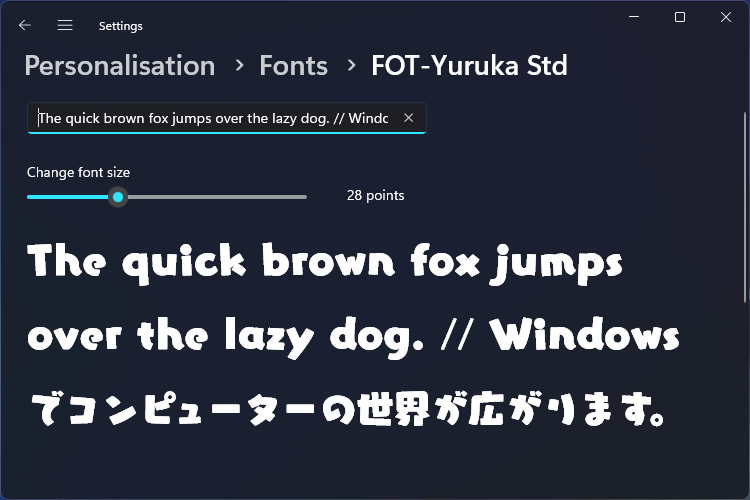 Settings
Personalisation > Fonts > FOT-Yuruka Std
The quick brown fox jumps over the lazy dog. // Windo
Change font size
28 points
The quick brown fox jumps
over the lazy dog. // Windows
でコンピューターの世界が広がります。